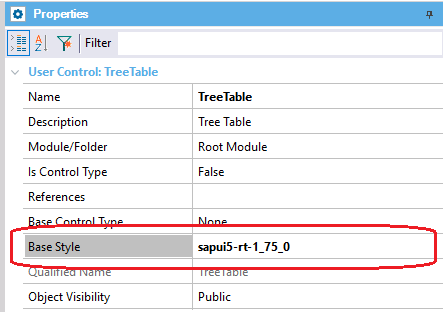 Properties
Filter
User Control: TreeTable
Name TreeTable
Description Tree Table
Module/Folder Root Module
Is Control Type False
References
Base Control Type None
Base Style sapui5-rt-1_75_0
Qualified Name TreeTable
Object Visibility Public